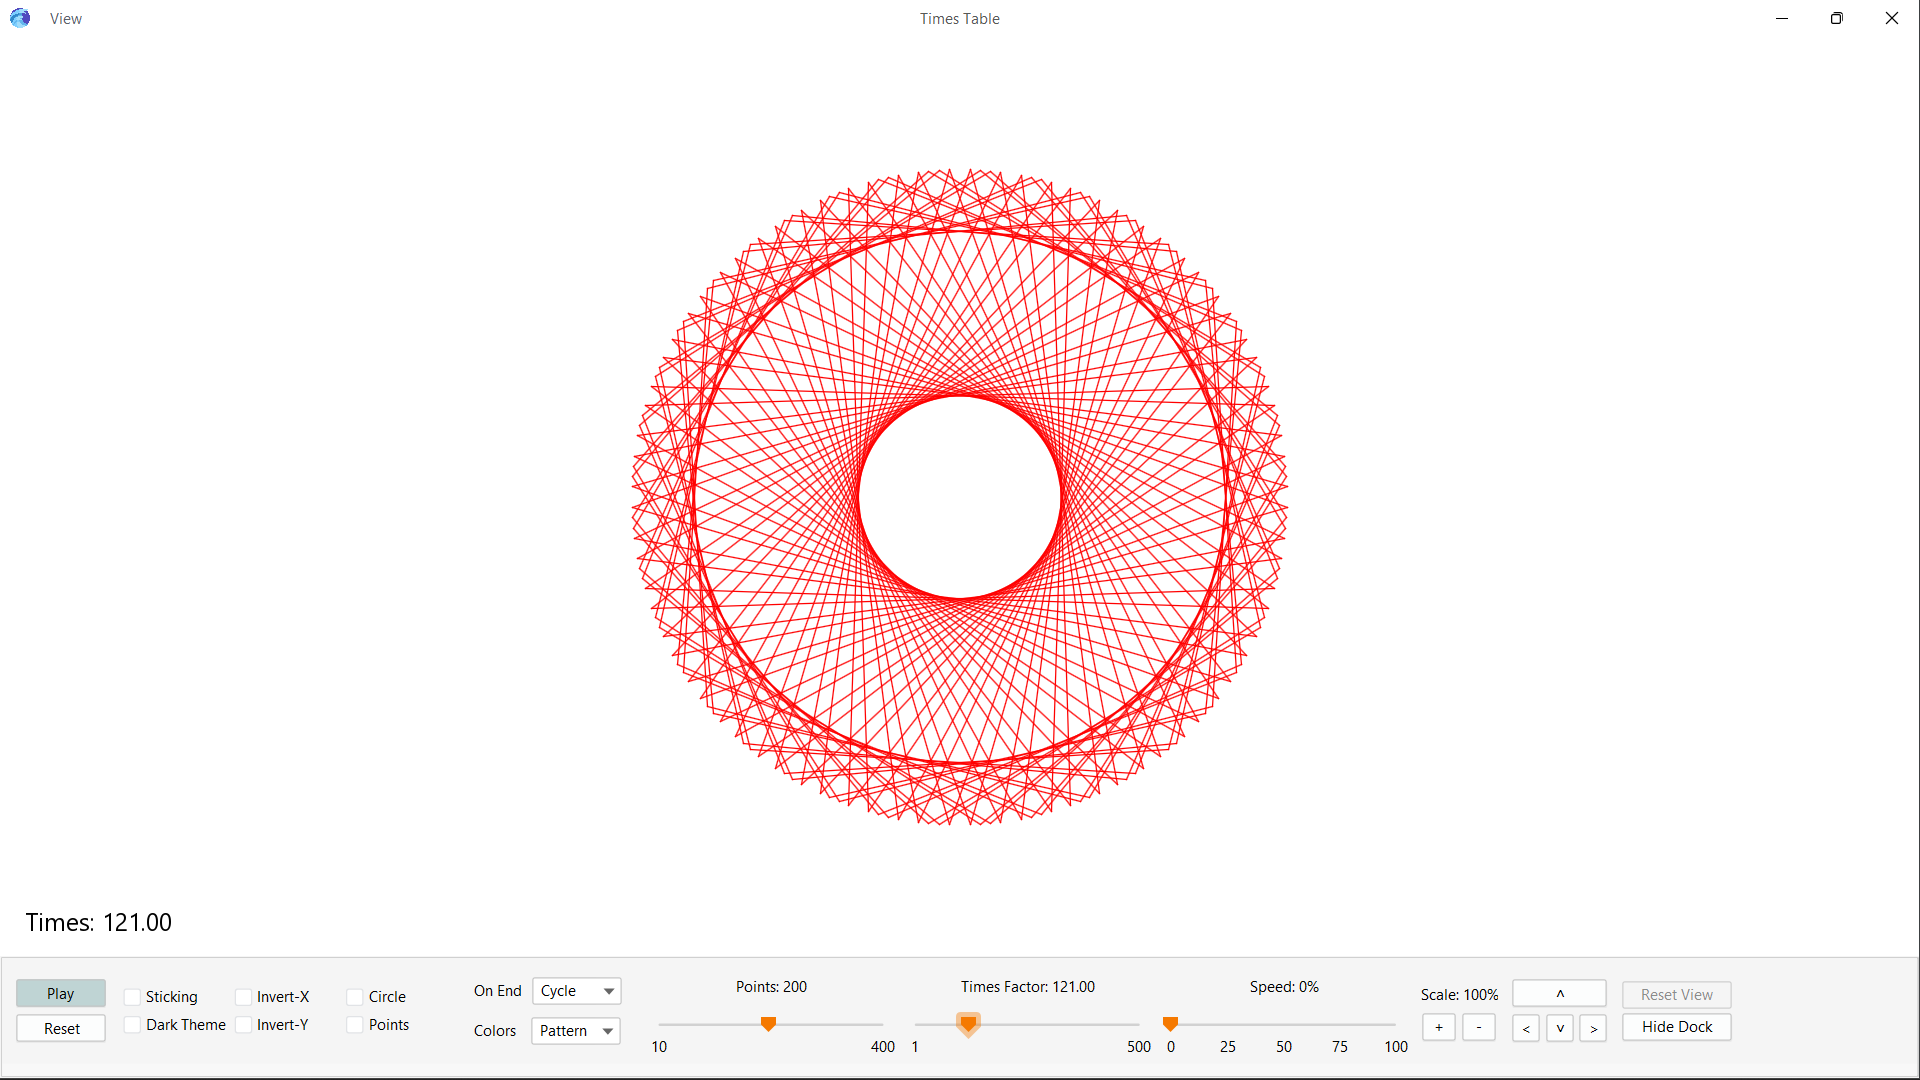 View
Times Table
Times: 121.00
Play
Reset
Sticking
Invert-X
Circle
Dark Theme
Invert-Y
Points
On End
Cycle
Colors
Pattern
Points: 200
10
400
Times Factor: 121.00
1
500
Speed: 0%
0
25
50
75
100
Scale: 100%
+
-
^
<
v
>
Reset View
Hide Dock